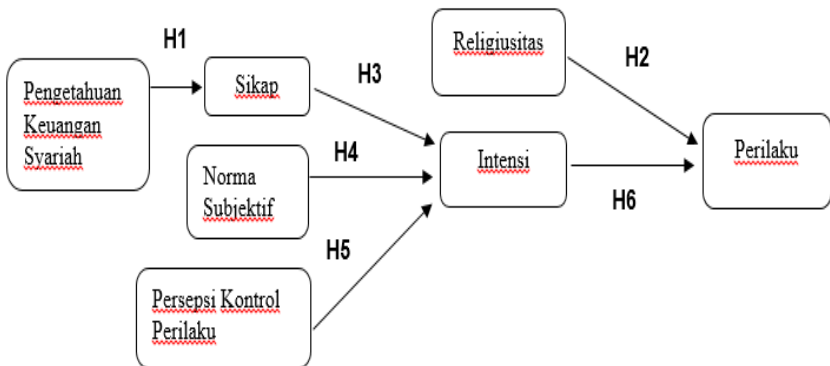 H1
Pengetahuan
Keuangan
Syariah
Sikap
H3
Religiusitas
H2
Norma
Subjektif
H4
Intensi
H6
Perilaku
H5
Persepsi Kontrol
Perilaku